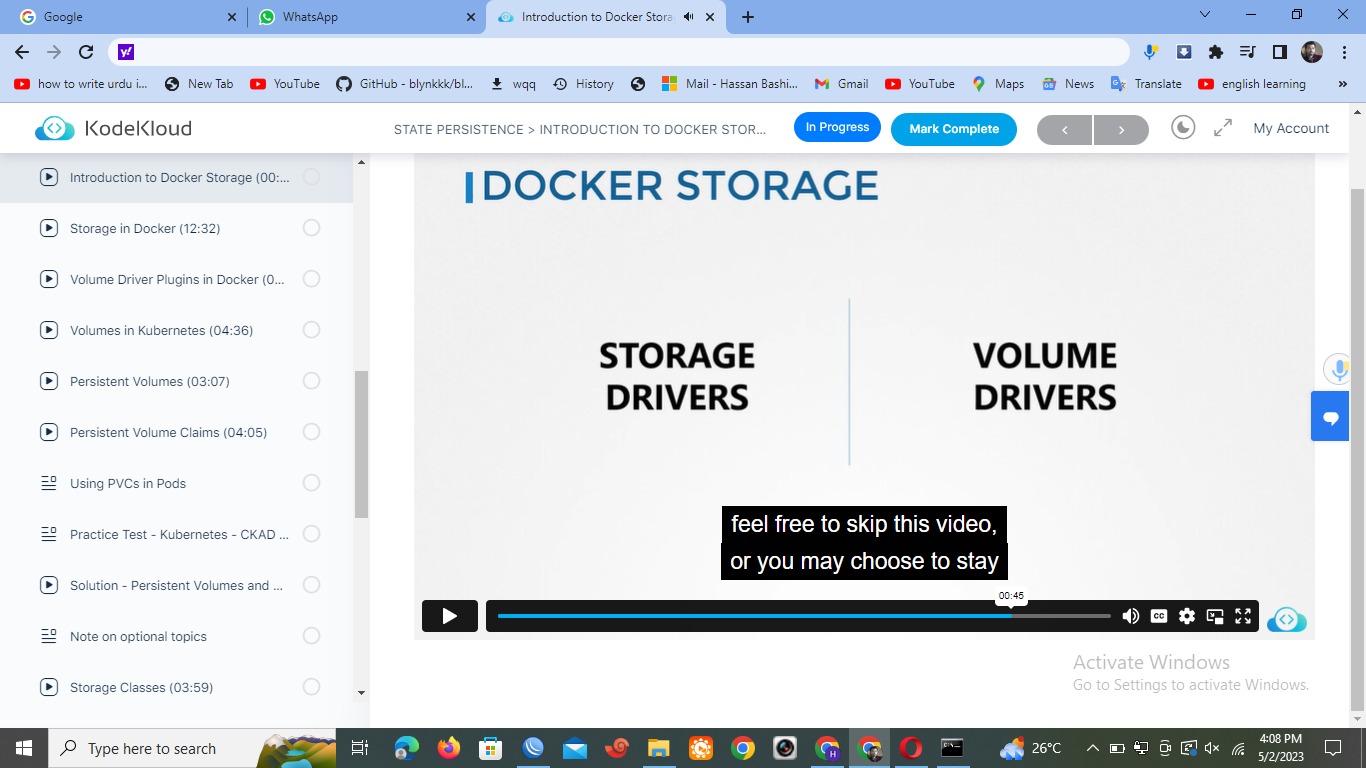 Google
WhatsApp
Introduction to Docker Stora
y!
how to write urdu i...
New Tab
YouTube
GitHub - blynkkk/bl...
wqq
History
Mail - Hassan Bashi...
Gmail
YouTube
Maps
News
Translate
english learning
»
KodeKloud
STATE PERSISTENCE > INTRODUCTION TO DOCKER STOR...
In Progress
Mark Complete
My Account
Introduction to Docker Storage (00:...
Storage in Docker (12:32)
Volume Driver Plugins in Docker (0...
Volumes in Kubernetes (04:36)
Persistent Volumes (03:07)
Persistent Volume Claims (04:05)
Using PVCs in Pods
Practice Test - Kubernetes - CKAD ...
Solution - Persistent Volumes and ...
Note on optional topics
Storage Classes (03:59)
DOCKER STORAGE
STORAGE
DRIVERS
VOLUME
DRIVERS
feel free to skip this video,
or you may choose to stay
00:45
CC
Activate Windows
Go to Settings to activate Windows.
Type here to search
H
26°C
4:08 PM
5/2/2023